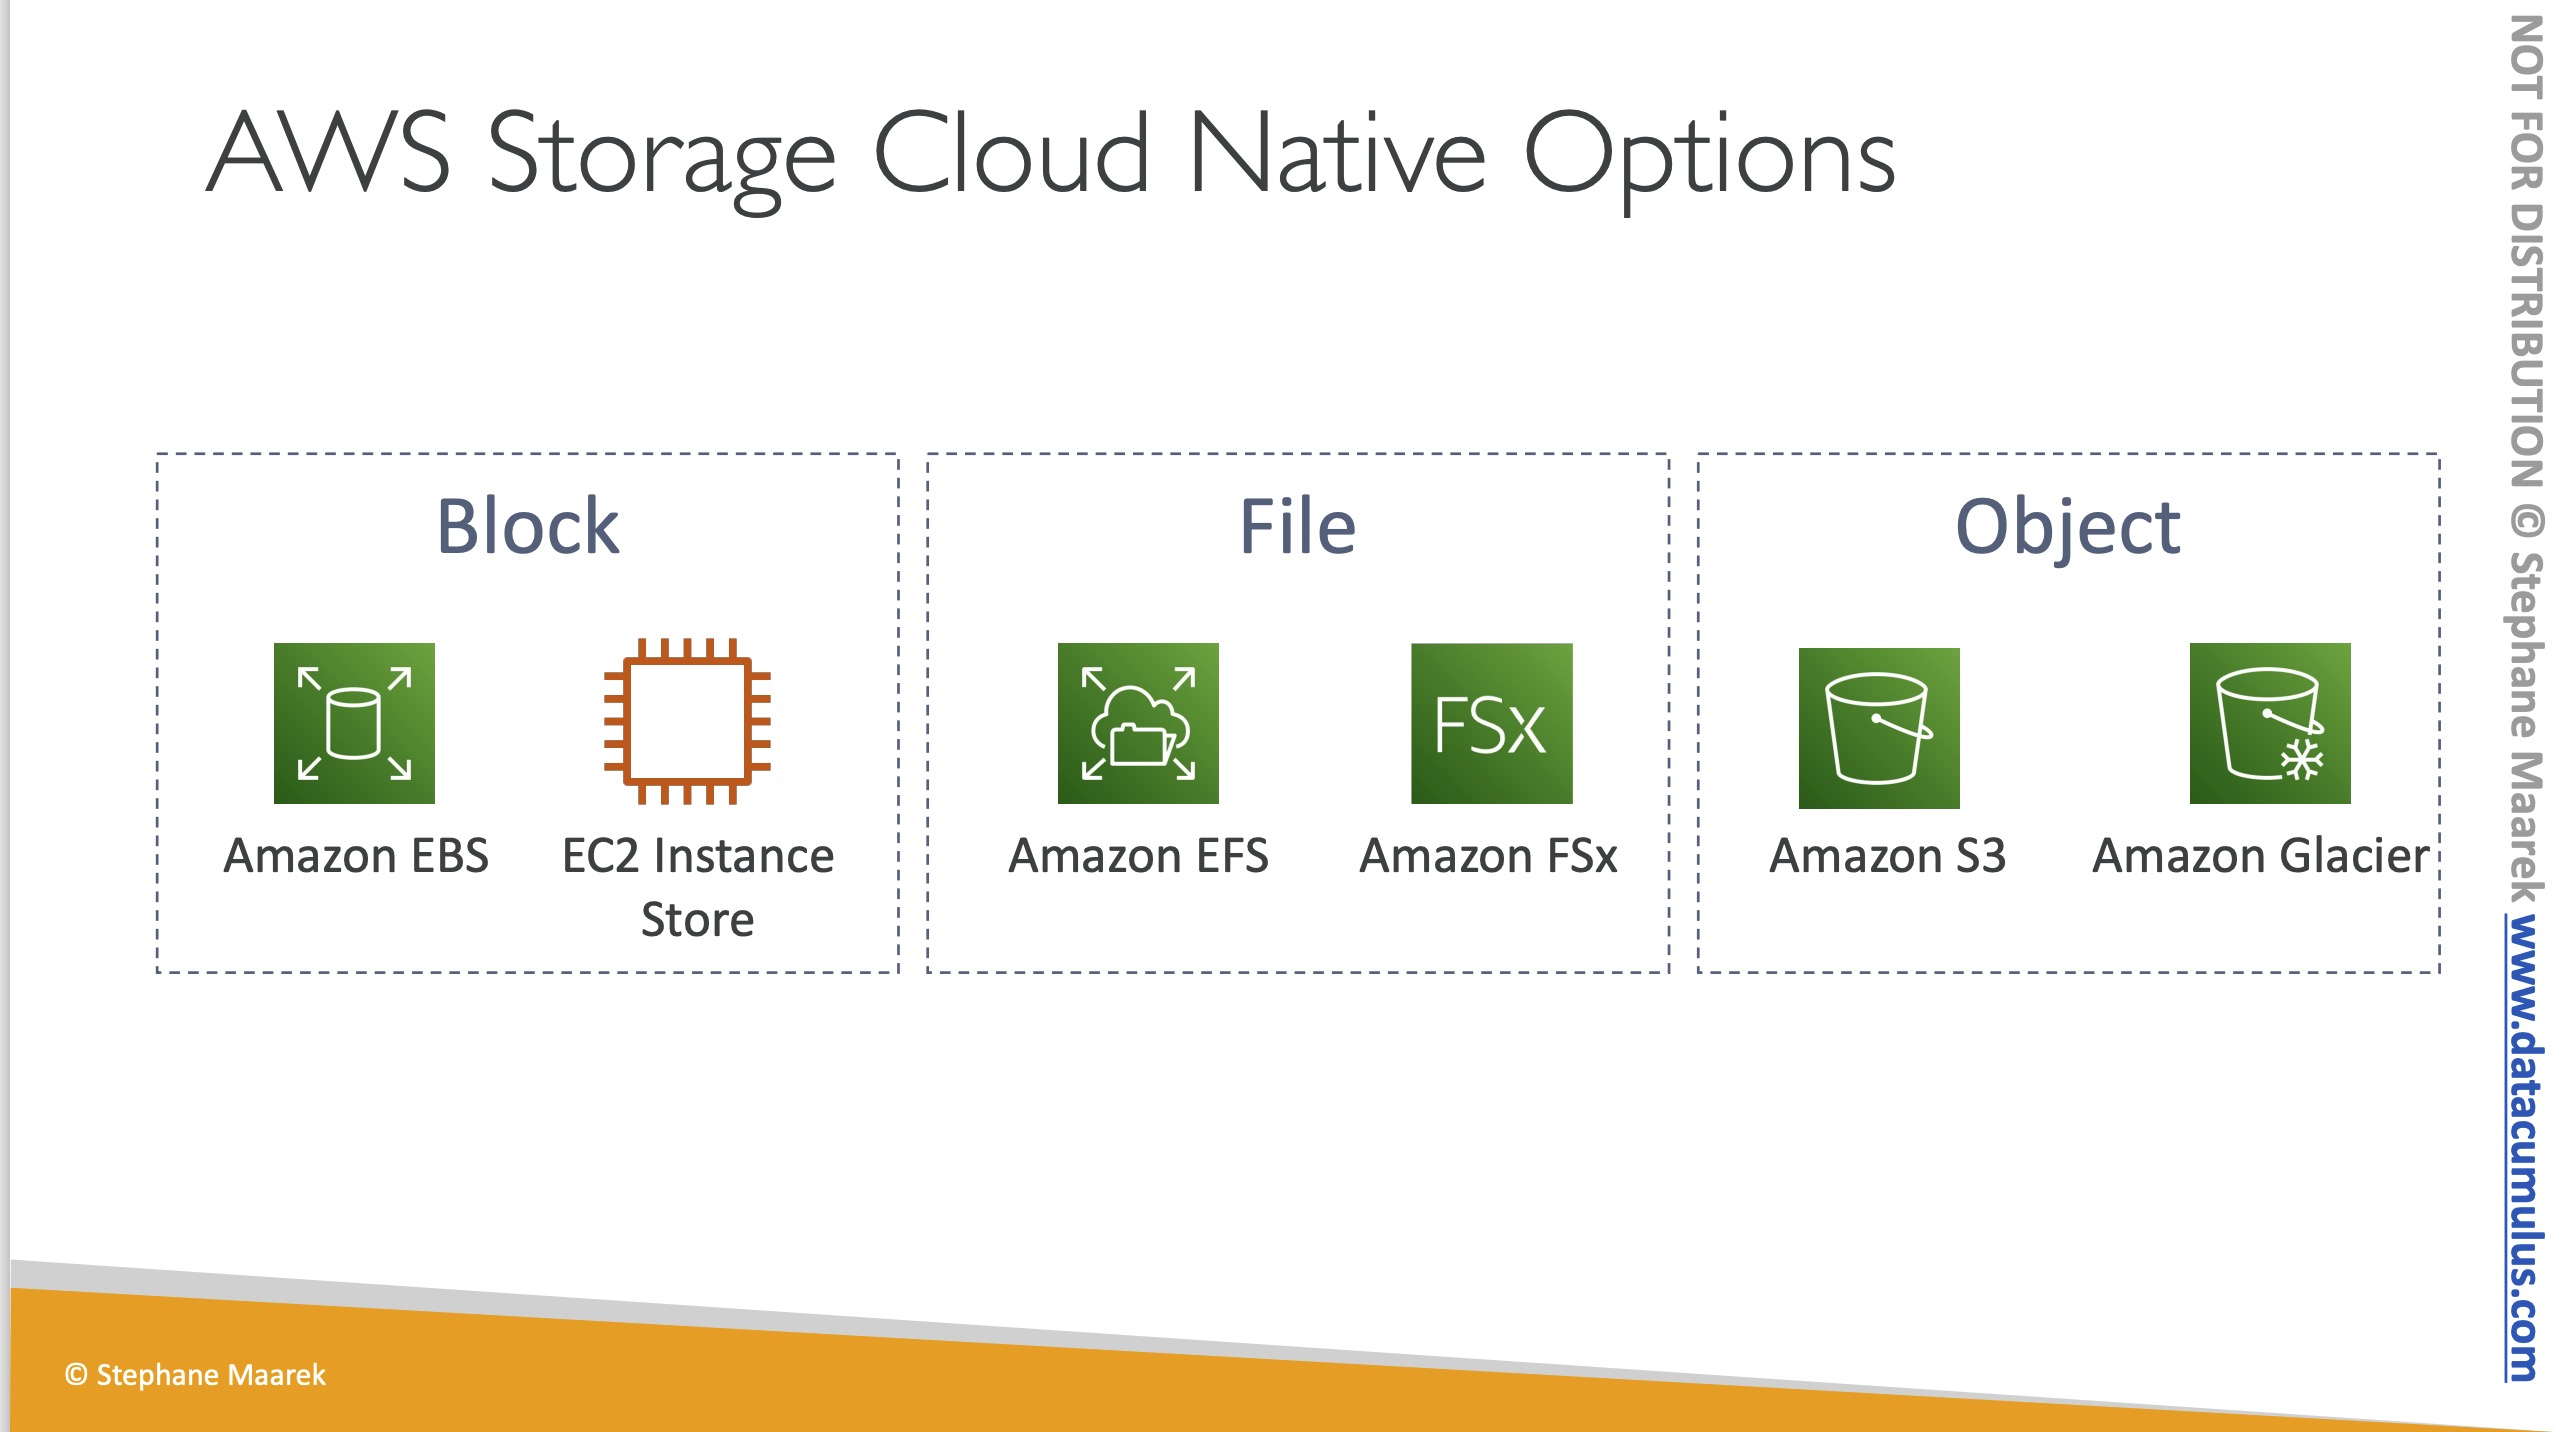 AWS Storage Cloud Native Options
Block
Amazon EBS
EC2 Instance
Store
File
Amazon EFS
FSx
Amazon FSx
Object
Amazon S3
Amazon Glacier
© Stephane Maarek
NOT FOR DISTRIBUTION © Stephane Maarek www.datacumulus.com